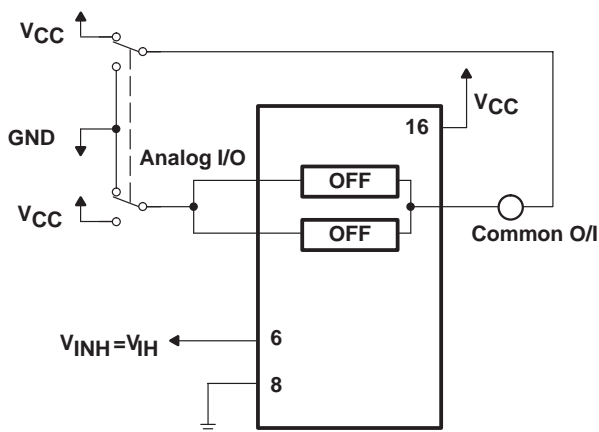 VCC
VCC
16
GND
Analog I/O
OFF
VCC
OFF
Common O/I
VINH=VIH
6
8